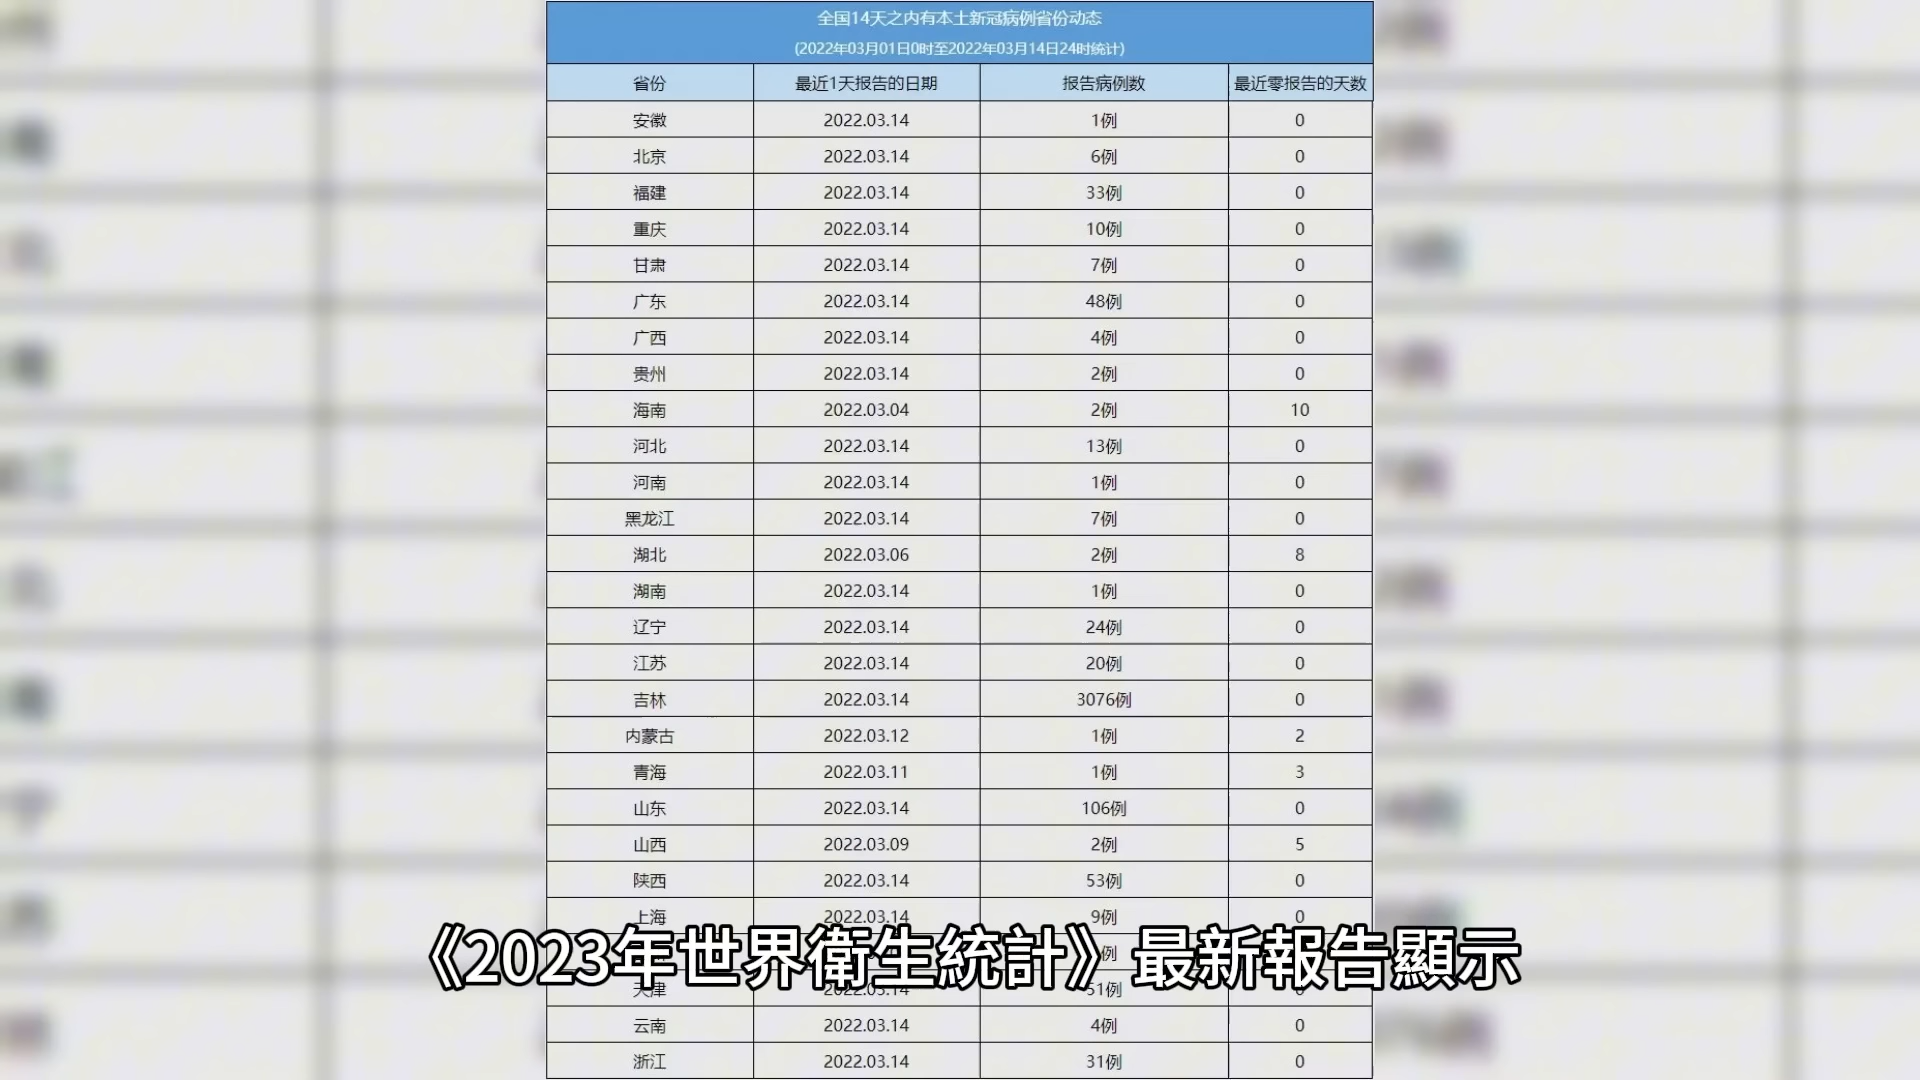 全国14天之内有本土新冠病例省份动态
(2022年03月01日0时至2022年03月14日24时统计)
省份 最近1天报告的日期 报告病例数 最近零报告的天数
安徽 2022.03.14 1例 0
北京 2022.03.14 6例 0
福建 2022.03.14 33例 0
重庆 2022.03.14 10例 0
甘肃 2022.03.14 7例 0
广东 2022.03.14 48例 0
广西 2022.03.14 4例 0
贵州 2022.03.14 2例 0
海南 2022.03.04 2例 10
河北 2022.03.14 13例 0
河南 2022.03.14 1例 0
黑龙江 2022.03.14 7例 0
湖北 2022.03.06 2例 8
湖南 2022.03.14 1例 0
辽宁 2022.03.14 24例 0
江苏 2022.03.14 20例 0
吉林 2022.03.14 3076例 0
内蒙古 2022.03.12 1例 2
青海 2022.03.11 1例 3
山东 2022.03.14 106例 0
山西 2022.03.09 2例 5
陕西 2022.03.14 53例 0
上海 2022.03.14 9例 0
《2023年世界衛生統計》最新報告顯示
天津 2022.03.14 51例 0
云南 2022.03.14 4例 0
浙江 2022.03.14 31例 0